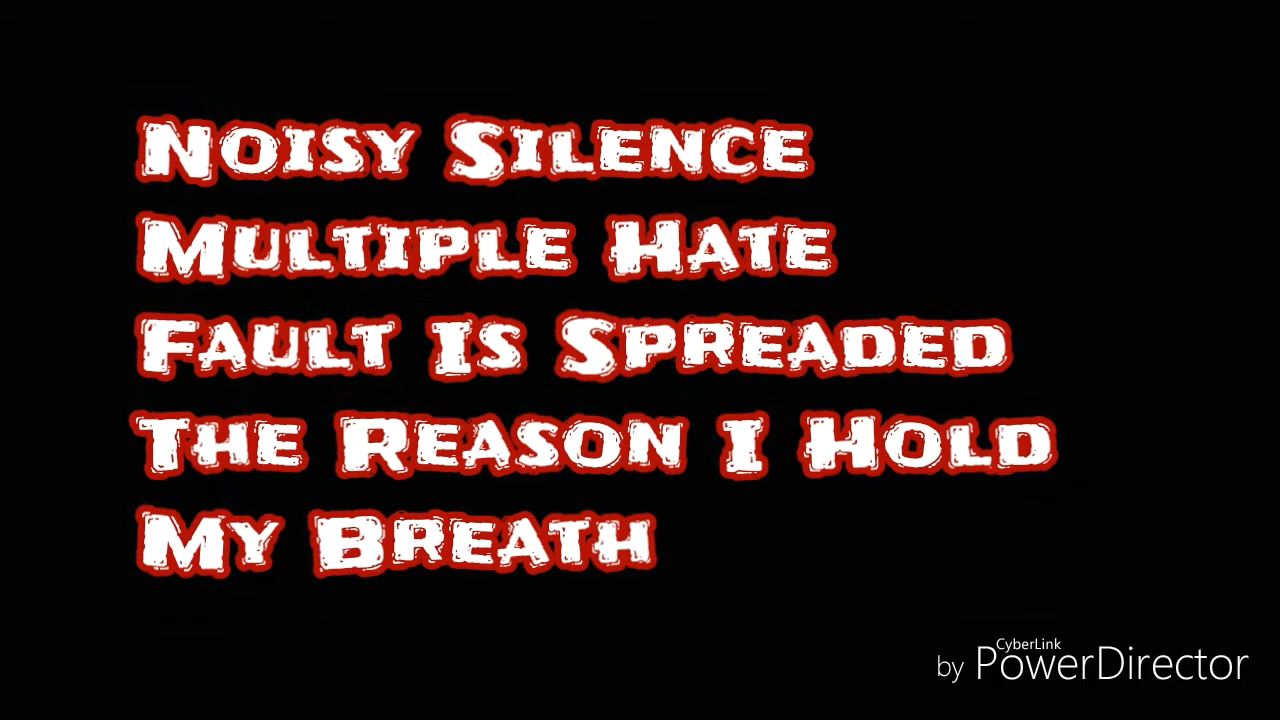 Noisy Silence
Multiple Hate
Fault Is Spreaded
The Reason I Hold
My Breath
CyberLink
by PowerDirector